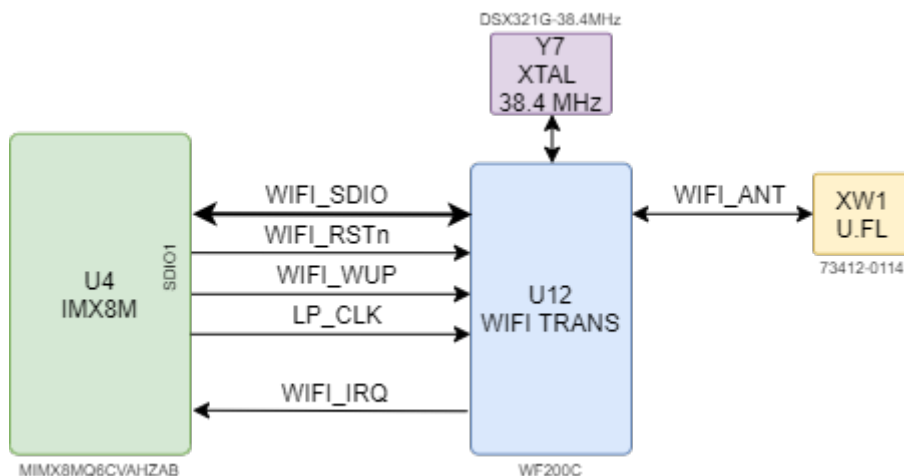 DSX321G-38.4MHz
Y7
XTAL
38.4 MHz
WIFI_SDIO
WIFI_ANT
XW1
U.FL
73412-0114
WIFI_RSTn
SDIO1
U4
IMX8M
WIFI_WUP
U12
WIFI TRANS
LP_CLK
WIFI_IRQ
MIMX8MQ6CVAHZAB
WF200C